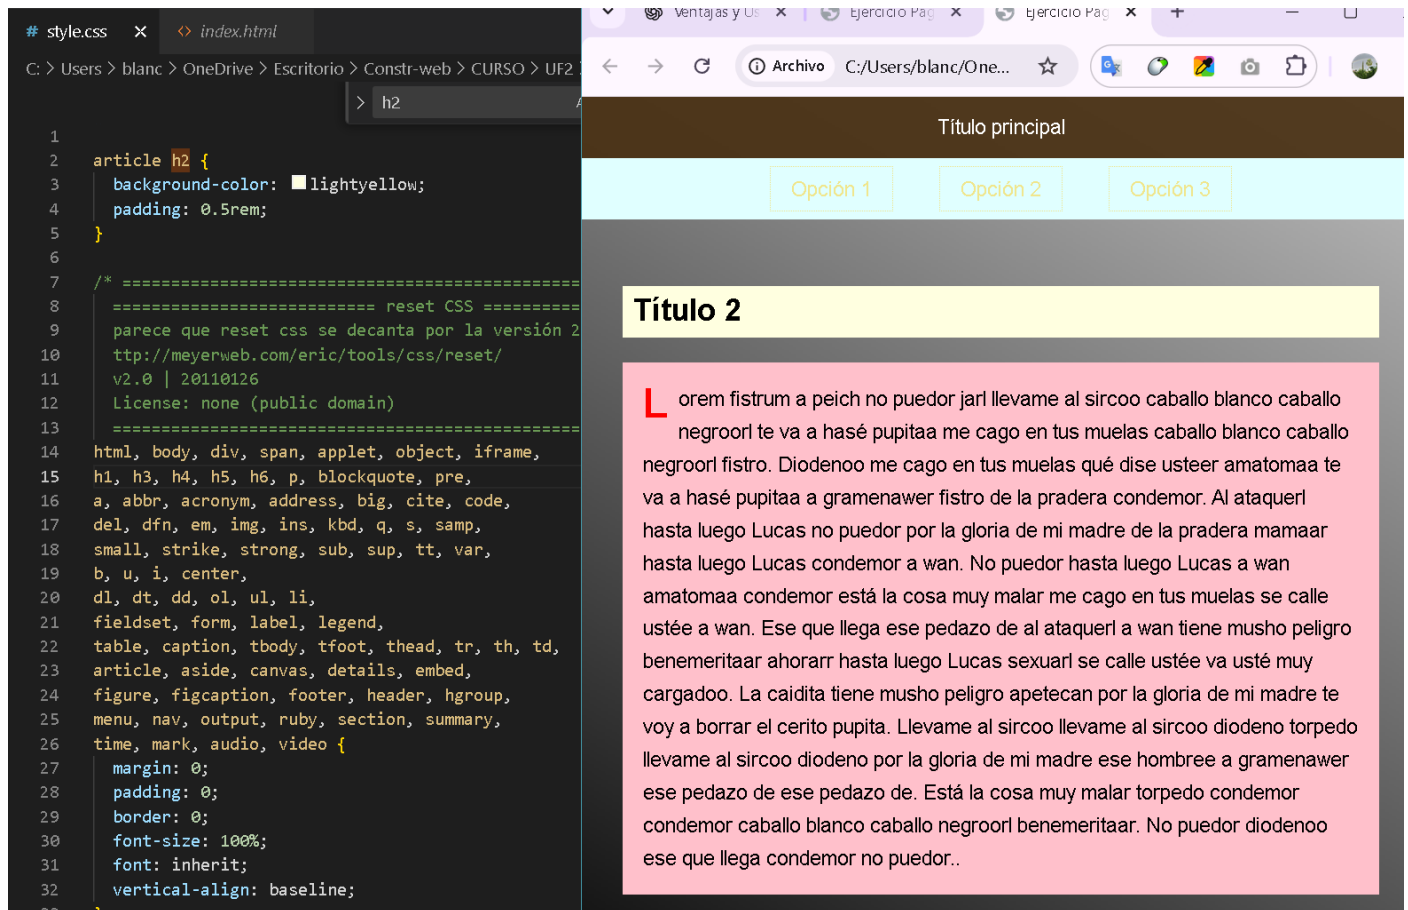 # style.css × <> index.html
C: > Users > blanc > OneDrive > Escritorio > Constr-web > CURSO > UF2
> h2
1
2 article h2 {
3 background-color: lightyellow;
4 padding: 0.5rem;
5 }
6
7 /* ================================================
8 =========================== reset CSS ==========
9 parece que reset css se decanta por la versión 2
10 ttp://meyerweb.com/eric/tools/css/reset/
11 v2.0 | 20110126
12 License: none (public domain)
13 ================================================
14 html, body, div, span, applet, object, iframe,
15 h1, h3, h4, h5, h6, p, blockquote, pre,
16 a, abbr, acronym, address, big, cite, code,
17 del, dfn, em, img, ins, kbd, q, s, samp,
18 small, strike, strong, sub, sup, tt, var,
19 b, u, i, center,
20 dl, dt, dd, ol, ul, li,
21 fieldset, form, label, legend,
22 table, caption, tbody, tfoot, thead, tr, th, td,
23 article, aside, canvas, details, embed,
24 figure, figcaption, footer, header, hgroup,
25 menu, nav, output, ruby, section, summary,
26 time, mark, audio, video {
27 margin: 0;
28 padding: 0;
29 border: 0;
30 font-size: 100%;
31 font: inherit;
32 vertical-align: baseline;
Ventajas y Us × Ejercicio Pag × Ejercicio Pag ×
Archivo C:/Users/blanc/One...
Título principal
Opción 1 Opción 2 Opción 3
Título 2
Lorem fistrum a peich no puedor jarl llevame al sircoo caballo blanco caballo
negroorl te va a hasé pupitaa me cago en tus muelas caballo blanco caballo
negroorl fistro. Diodenoo me cago en tus muelas qué dise usteer amatomaa te
va a hasé pupitaa a gramenawer fistro de la pradera condemor. Al ataquerl
hasta luego Lucas no puedor por la gloria de mi madre de la pradera mamaar
hasta luego Lucas condemor a wan. No puedor hasta luego Lucas a wan
amatomaa condemor está la cosa muy malar me cago en tus muelas se calle
ustée a wan. Ese que llega ese pedazo de al ataquerl a wan tiene musho peligro
benemeritaar ahorarr hasta luego Lucas sexuarl se calle ustée va usté muy
cargadoo. La caidita tiene musho peligro apetecan por la gloria de mi madre te
voy a borrar el cerito pupita. Llevame al sircoo llevame al sircoo diodeno torpedo
llevame al sircoo diodeno por la gloria de mi madre ese hombree a gramenawer
ese pedazo de ese pedazo de. Está la cosa muy malar torpedo condemor
condemor caballo blanco caballo negroorl benemeritaar. No puedor diodenoo
ese que llega condemor no puedor..